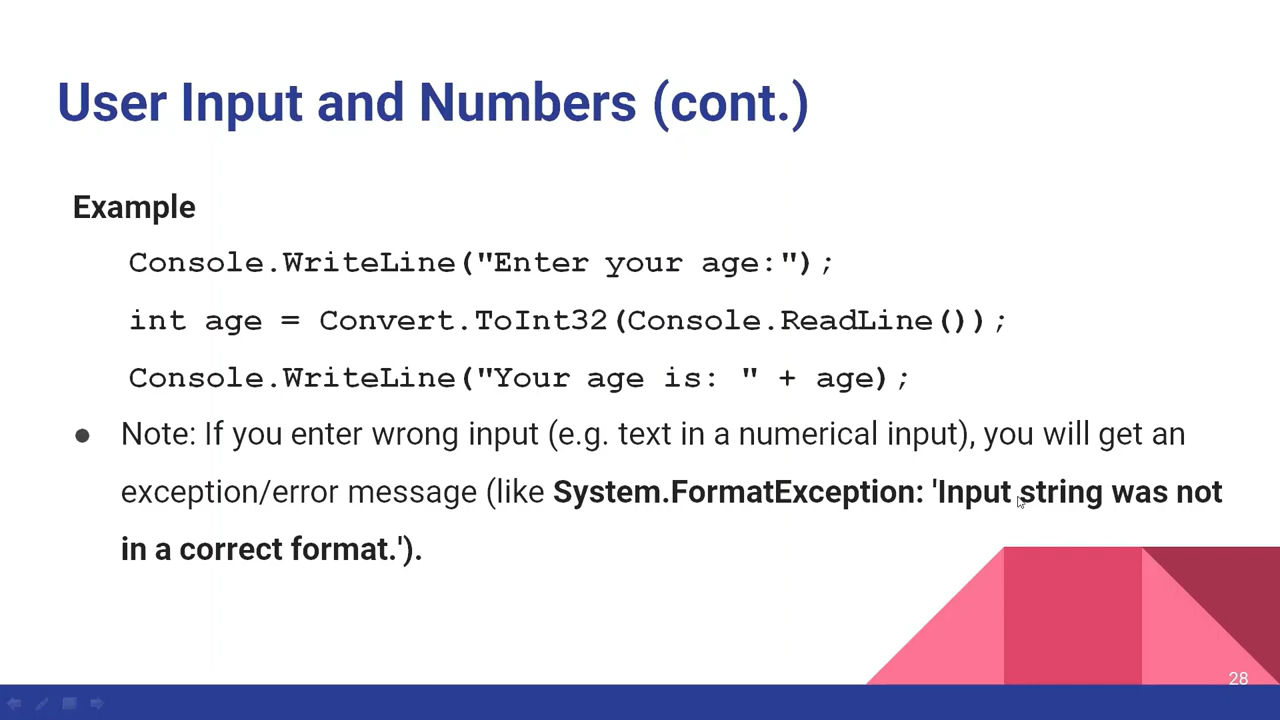 User Input and Numbers (cont.)
Example
Console.WriteLine("Enter your age:");
int age = Convert.ToInt32(Console.ReadLine());
Console.WriteLine("Your age is: " + age);
● Note: If you enter wrong input (e.g. text in a numerical input), you will get an
exception/error message (like System.FormatException: 'Input string was not
in a correct format.').
28